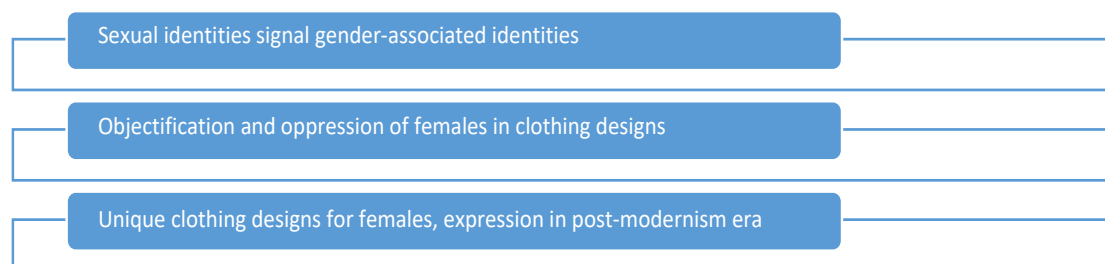 Sexual identities signal gender-associated identities
Objectification and oppression of females in clothing designs
Unique clothing designs for females, expression in post-modernism era